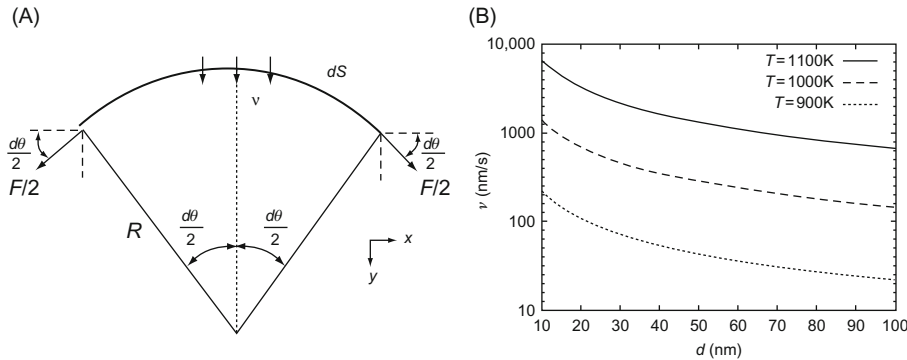 (A)
dS
ν
dθ
2
dθ
2
F/2
F/2
R
dθ
2
dθ
2
x
y
(B)
10,000
1000
100
10
ν (nm/s)
T = 1100K
T = 1000K
T = 900K
10 20 30 40 50 60 70 80 90 100
d (nm)